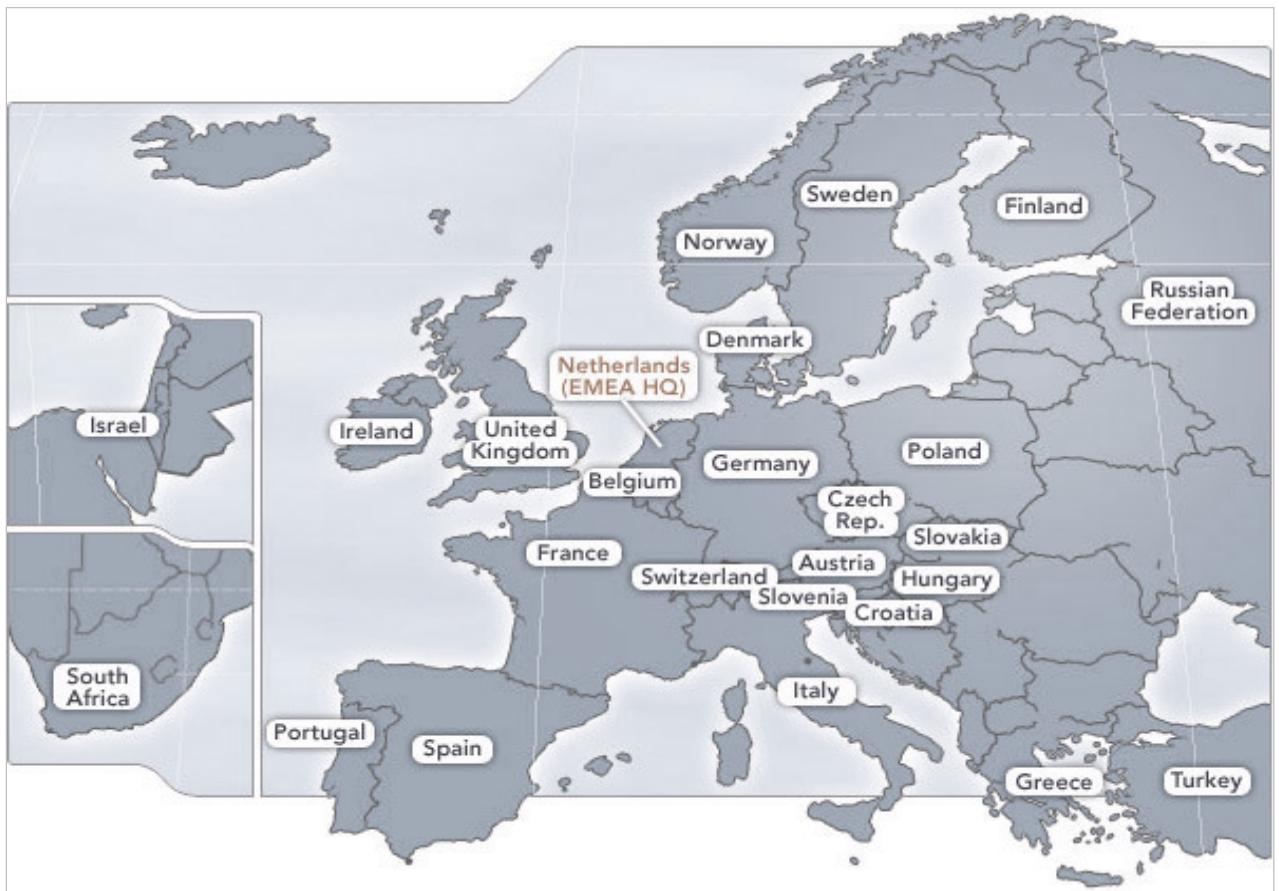 Sweden
Finland
Norway
Russian
Federation
Denmark
Netherlands
(EMEA HQ)
Israel
Ireland
United
Kingdom
Poland
Germany
Belgium
Czech
Rep.
Slovakia
France
Austria
Switzerland
Hungary
Slovenia
Croatia
South
Africa
Italy
Portugal
Spain
Greece
Turkey